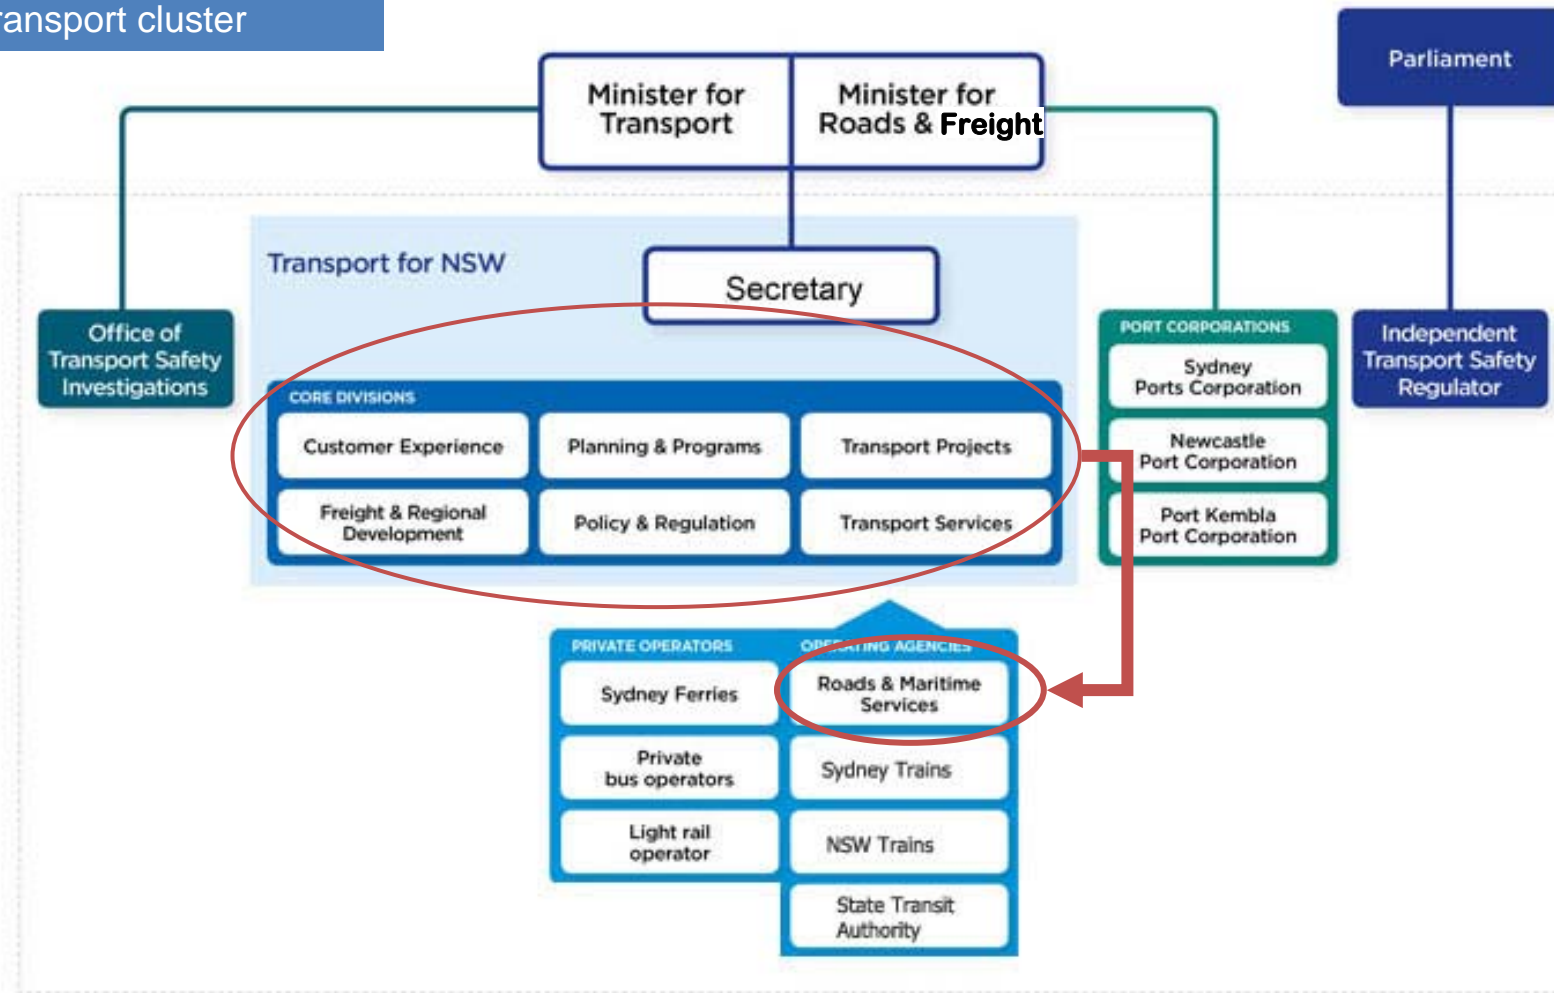 ransport cluster
Parliament
Minister for
Transport
Minister for
Roads & Freight
Transport for NSW
Secretary
Office of
Transport Safety
Investigations
CORE DIVISIONS
Customer Experience
Planning & Programs
Transport Projects
Freight & Regional
Development
Policy & Regulation
Transport Services
PORT CORPORATIONS
Sydney
Ports Corporation
Newcastle
Port Corporation
Port Kembla
Port Corporation
Independent
Transport Safety
Regulator
PRIVATE OPERATORS
Sydney Ferries
Private
bus operators
Light rail
operator
OPERATING AGENCIES
Roads & Maritime
Services
Sydney Trains
NSW Trains
State Transit
Authority